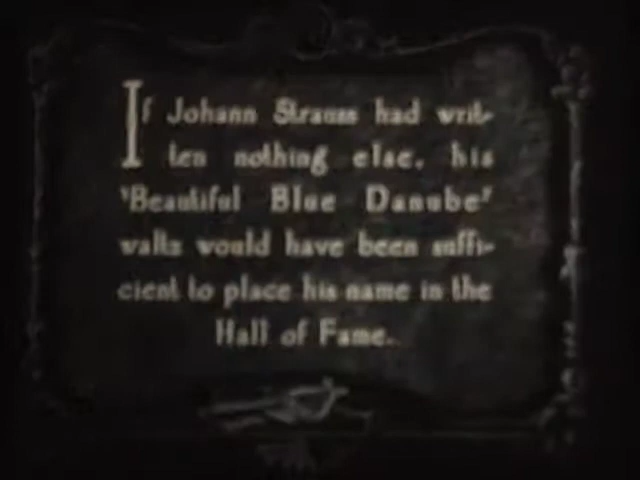 If Johann Strauss had writ-
ten nothing else, his
'Beautiful Blue Danube'
waltz would have been suffi-
cient to place his name in the
Hall of Fame.